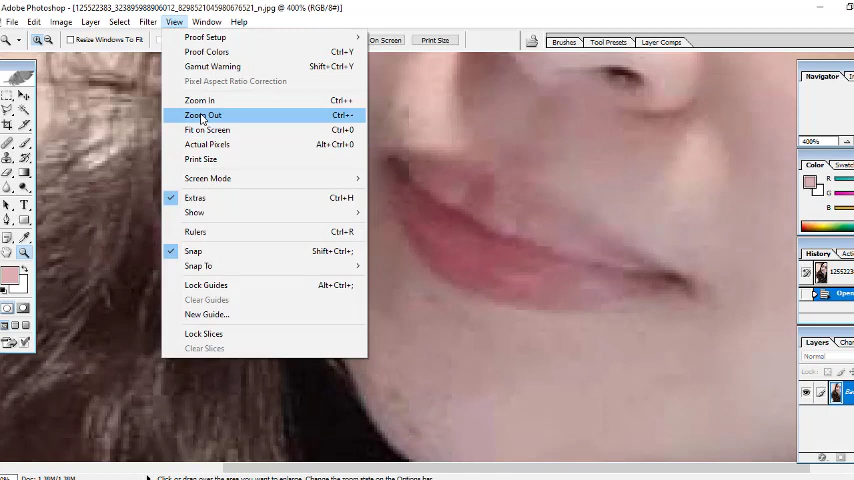 Adobe Photoshop - [125522383_323895988906012_8298521045980676521_n.jpg @ 400% (RGB/8#)]
File Edit Image Layer Select Filter View Window Help
Resize Windows To Fit
On Screen Print Size
Brushes Tool Presets Layer Comps
Proof Setup
Proof Colors Ctrl+Y
Gamut Warning Shift+Ctrl+Y
Pixel Aspect Ratio Correction
Zoom In Ctrl++
Zoom Out Ctrl+-
Fit on Screen Ctrl+0
Actual Pixels Alt+Ctrl+0
Print Size
Screen Mode
Extras Ctrl+H
Show
Rulers Ctrl+R
Snap Shift+Ctrl+;
Snap To
Lock Guides Alt+Ctrl+;
Clear Guides
New Guide...
Lock Slices
Clear Slices
Navigator
400%
Color
R
G
B
History
125522
Open
Layers
Normal
Lock:
Click or drag over the area you want to enlarge. Change the zoom state on the Options bar.